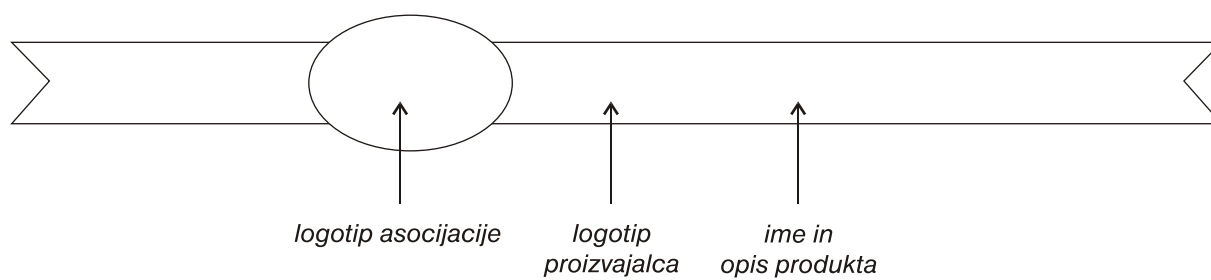 logotip asocijacije
logotip
proizvajalca
ime in
opis produkta